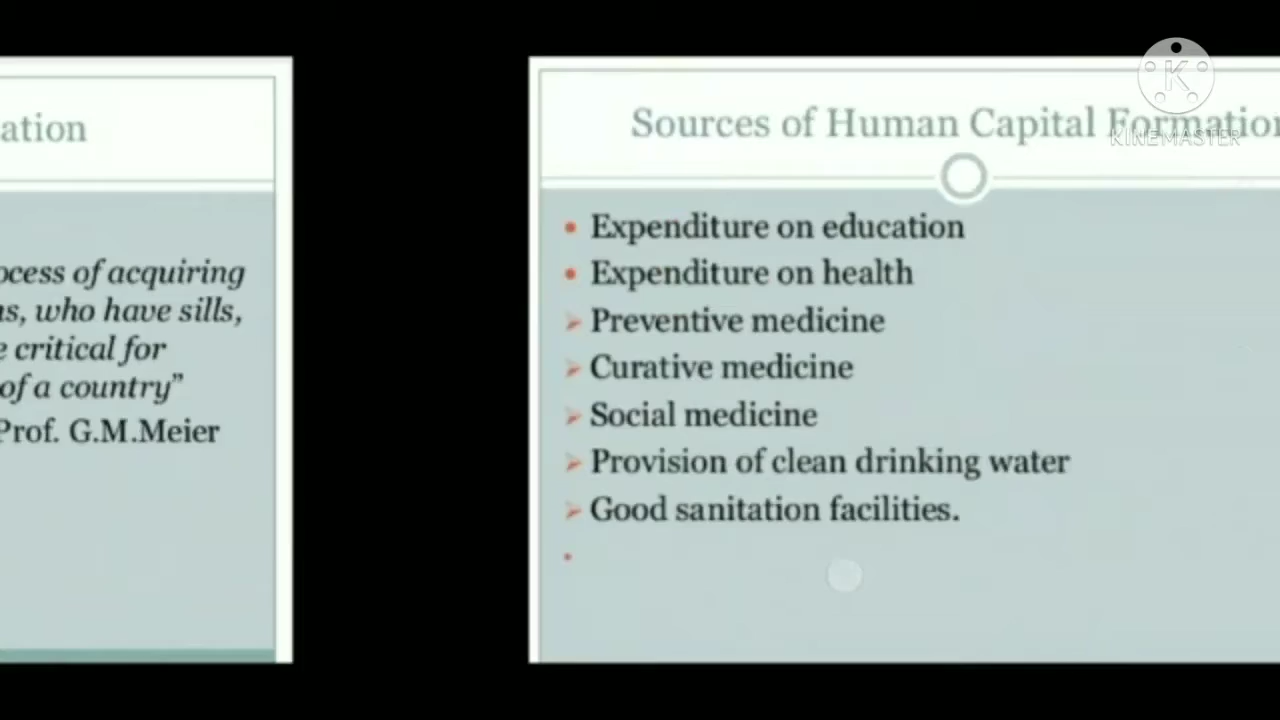 ation
ocess of acquiring
ns, who have sills,
e critical for
of a country”
Prof. G.M.Meier
Sources of Human Capital Formation
• Expenditure on education
• Expenditure on health
➢ Preventive medicine
➢ Curative medicine
➢ Social medicine
➢ Provision of clean drinking water
➢ Good sanitation facilities.
•
K
KINEMASTER